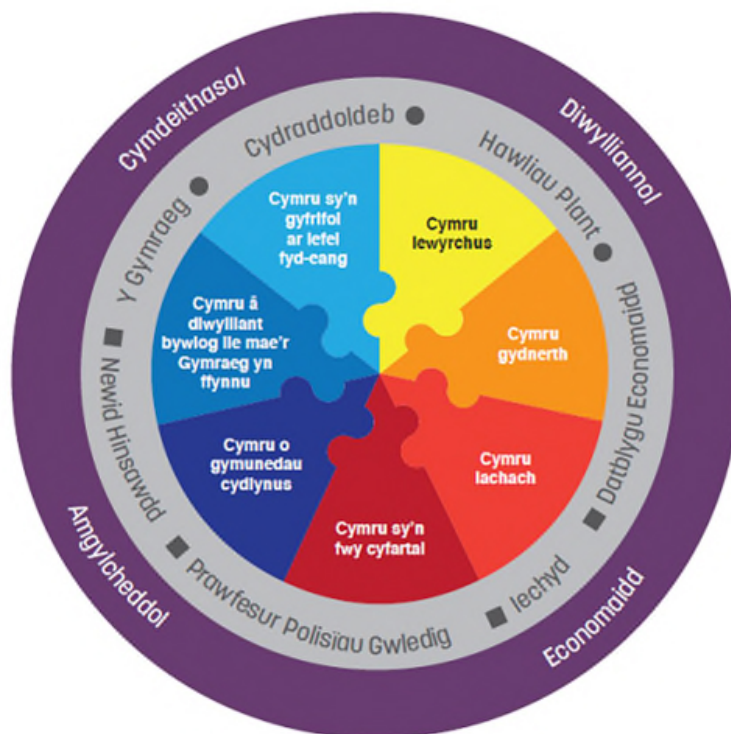 Cymdeithasol
Diwylliannol
Economaidd
Amgylcheddol
Cydraddoldeb
Hawliau Plant
Datblygu Economaidd
Iechyd
Prawfesur Polisïau Gwledig
Newid Hinsawdd
Y Gymraeg
Cymru sy'n
gyfrifol
ar lefel
fyd-eang
Cymru
lewyrchus
Cymru
gydnerth
Cymru
iachach
Cymru sy'n
fwy cyfartal
Cymru o
gymunedau
cydlynus
Cymru â
diwylliant
bywiog lle mae'r
Gymraeg yn
ffynnu